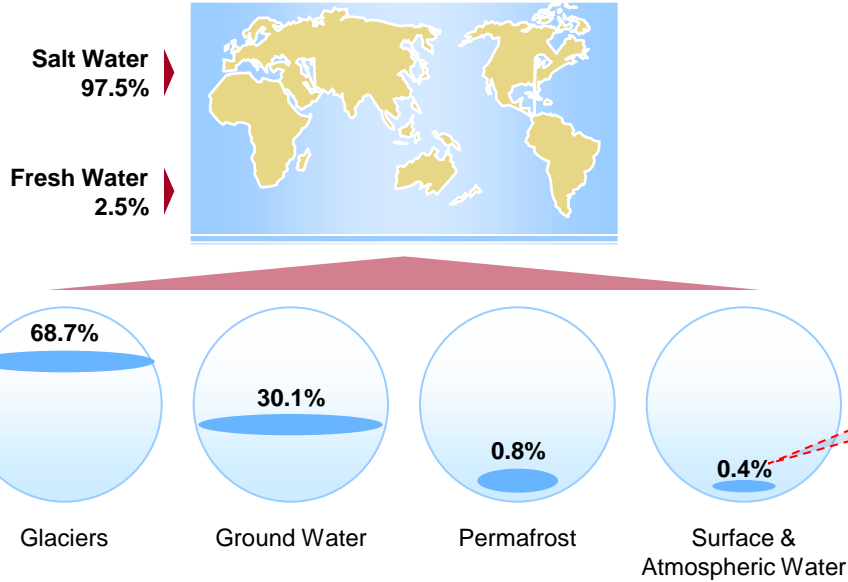 Salt Water
97.5%
Fresh Water
2.5%
68.7%
30.1%
0.8%
0.4%
Glaciers
Ground Water
Permafrost
Surface &
Atmospheric Water